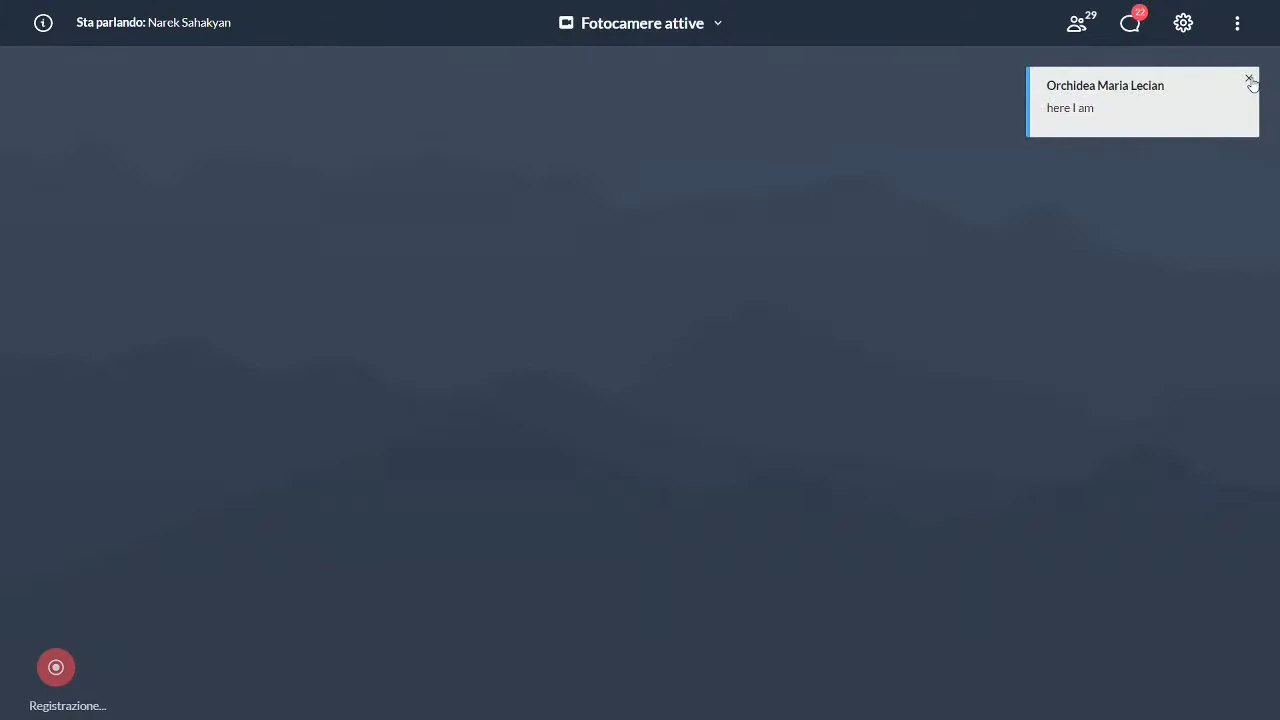 Sta parlando: Narek Sahakyan
Fotocamere attive
29
22
Orchidea Maria Lecian
here I am
Registrazione...